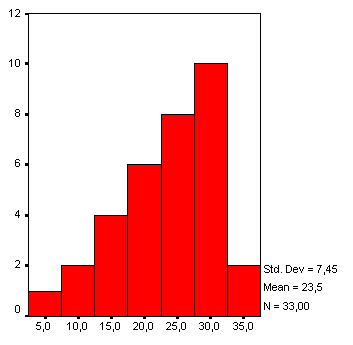 12
10
8
6
4
2
0
5,0 10,0 15,0 20,0 25,0 30,0 35,0
Std. Dev = 7,45
Mean = 23,5
N = 33,00